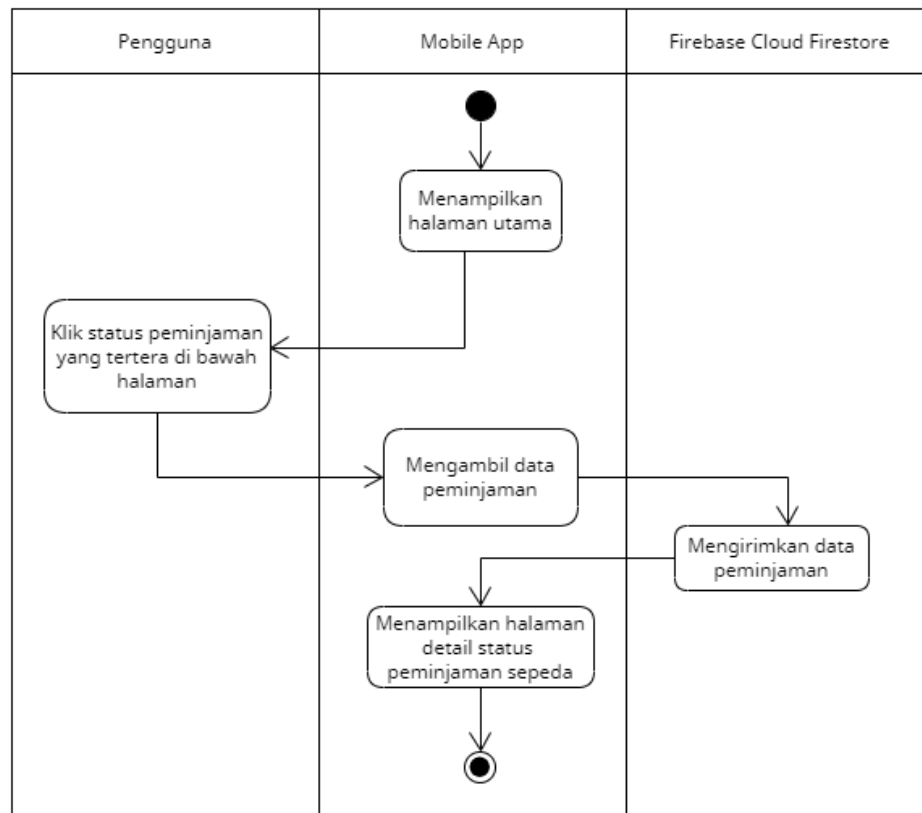 Pengguna
Mobile App
Firebase Cloud Firestore
Menampilkan
halaman utama
Klik status peminjaman
yang tertera di bawah
halaman
Mengambil data
peminjaman
Mengirimkan data
peminjaman
Menampilkan halaman
detail status
peminjaman sepeda